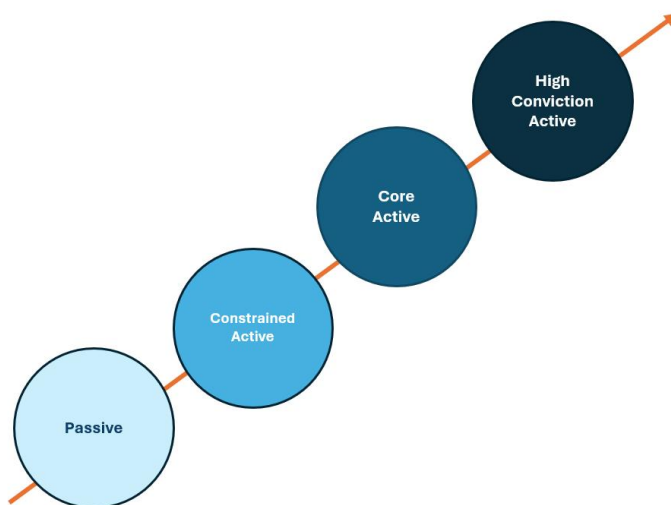 High
Conviction
Active
Core
Active
Constrained
Active
Passive